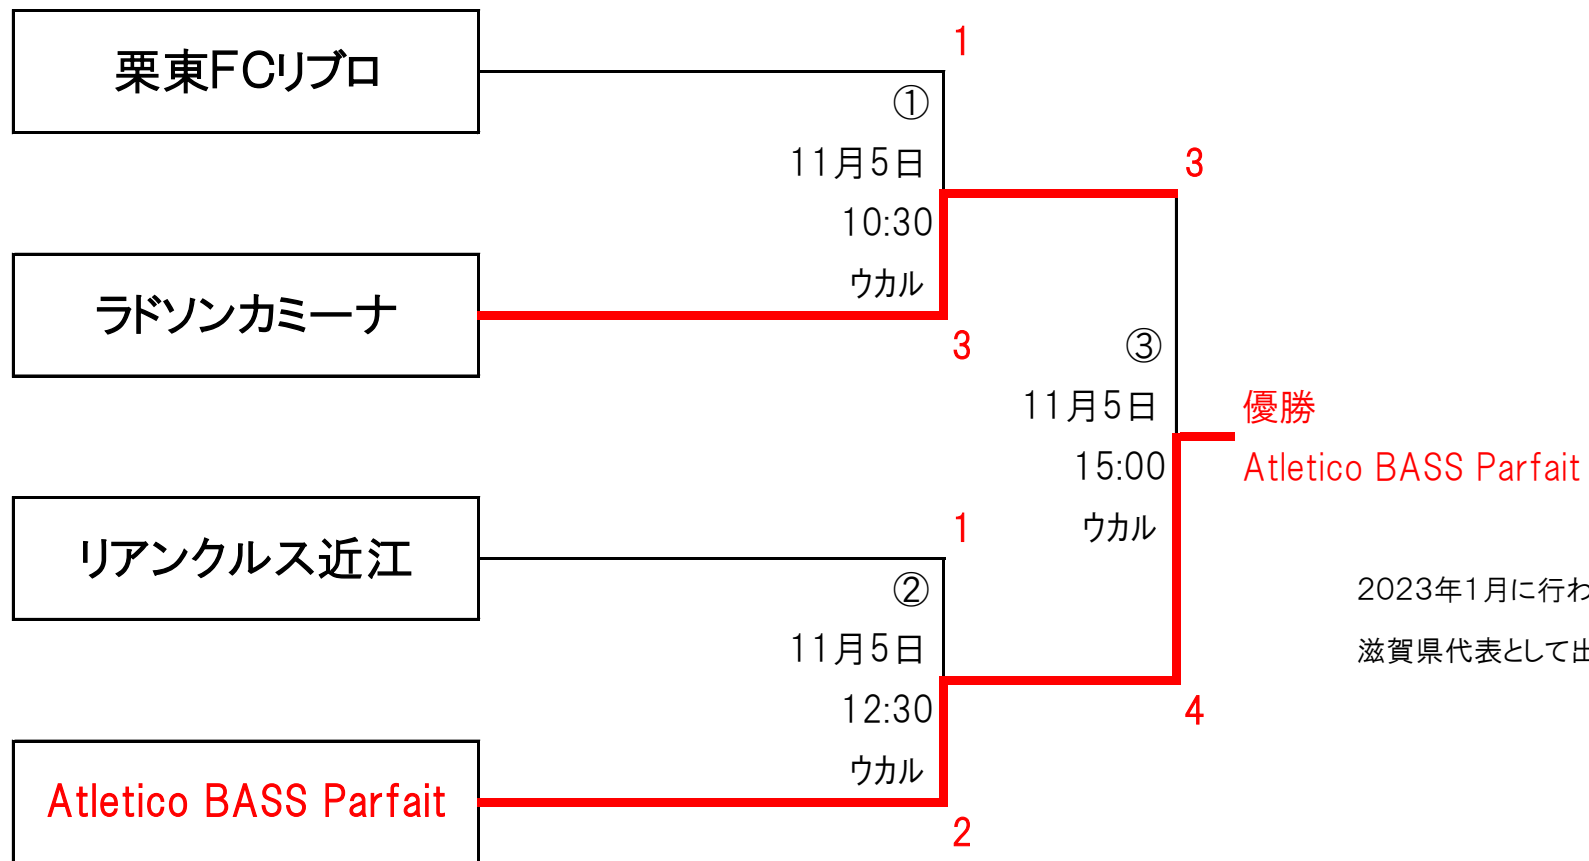 栗東FCリブロ
1
①
11月5日
10:30
ウカル
3
ラドソンカミーナ
3
③
11月5日
15:00
ウカル
優勝
Atletico BASS Parfait
リアンクルス近江
1
②
11月5日
12:30
ウカル
4
2023年1月に行わ
滋賀県代表として出
Atletico BASS Parfait
2